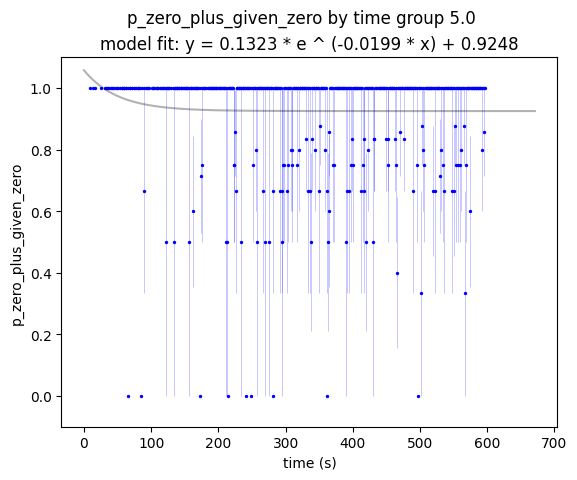 p_zero_plus_given_zero by time group 5.0
model fit: y = 0.1323 * e ^ (-0.0199 * x) + 0.9248
1.0
0.8
0.6
0.4
0.2
0.0
p_zero_plus_given_zero
0 100 200 300 400 500 600 700
time (s)